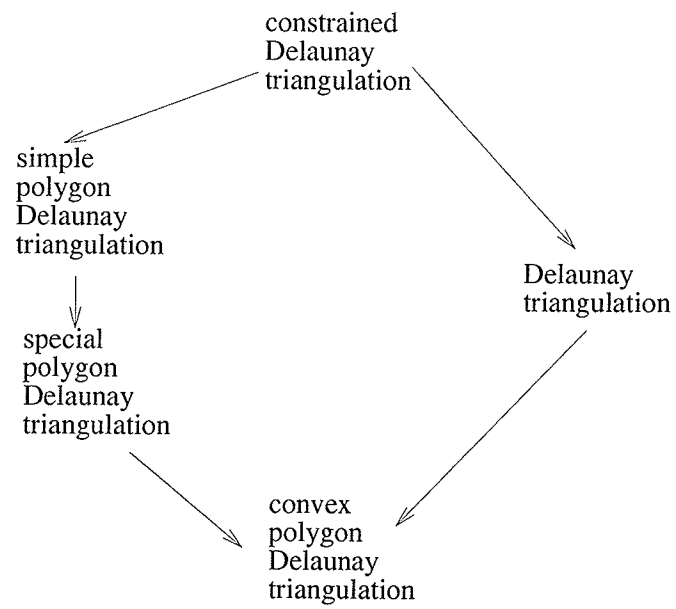 constrained
Delaunay
triangulation
simple
polygon
Delaunay
triangulation
Delaunay
triangulation
special
polygon
Delaunay
triangulation
convex
polygon
Delaunay
triangulation